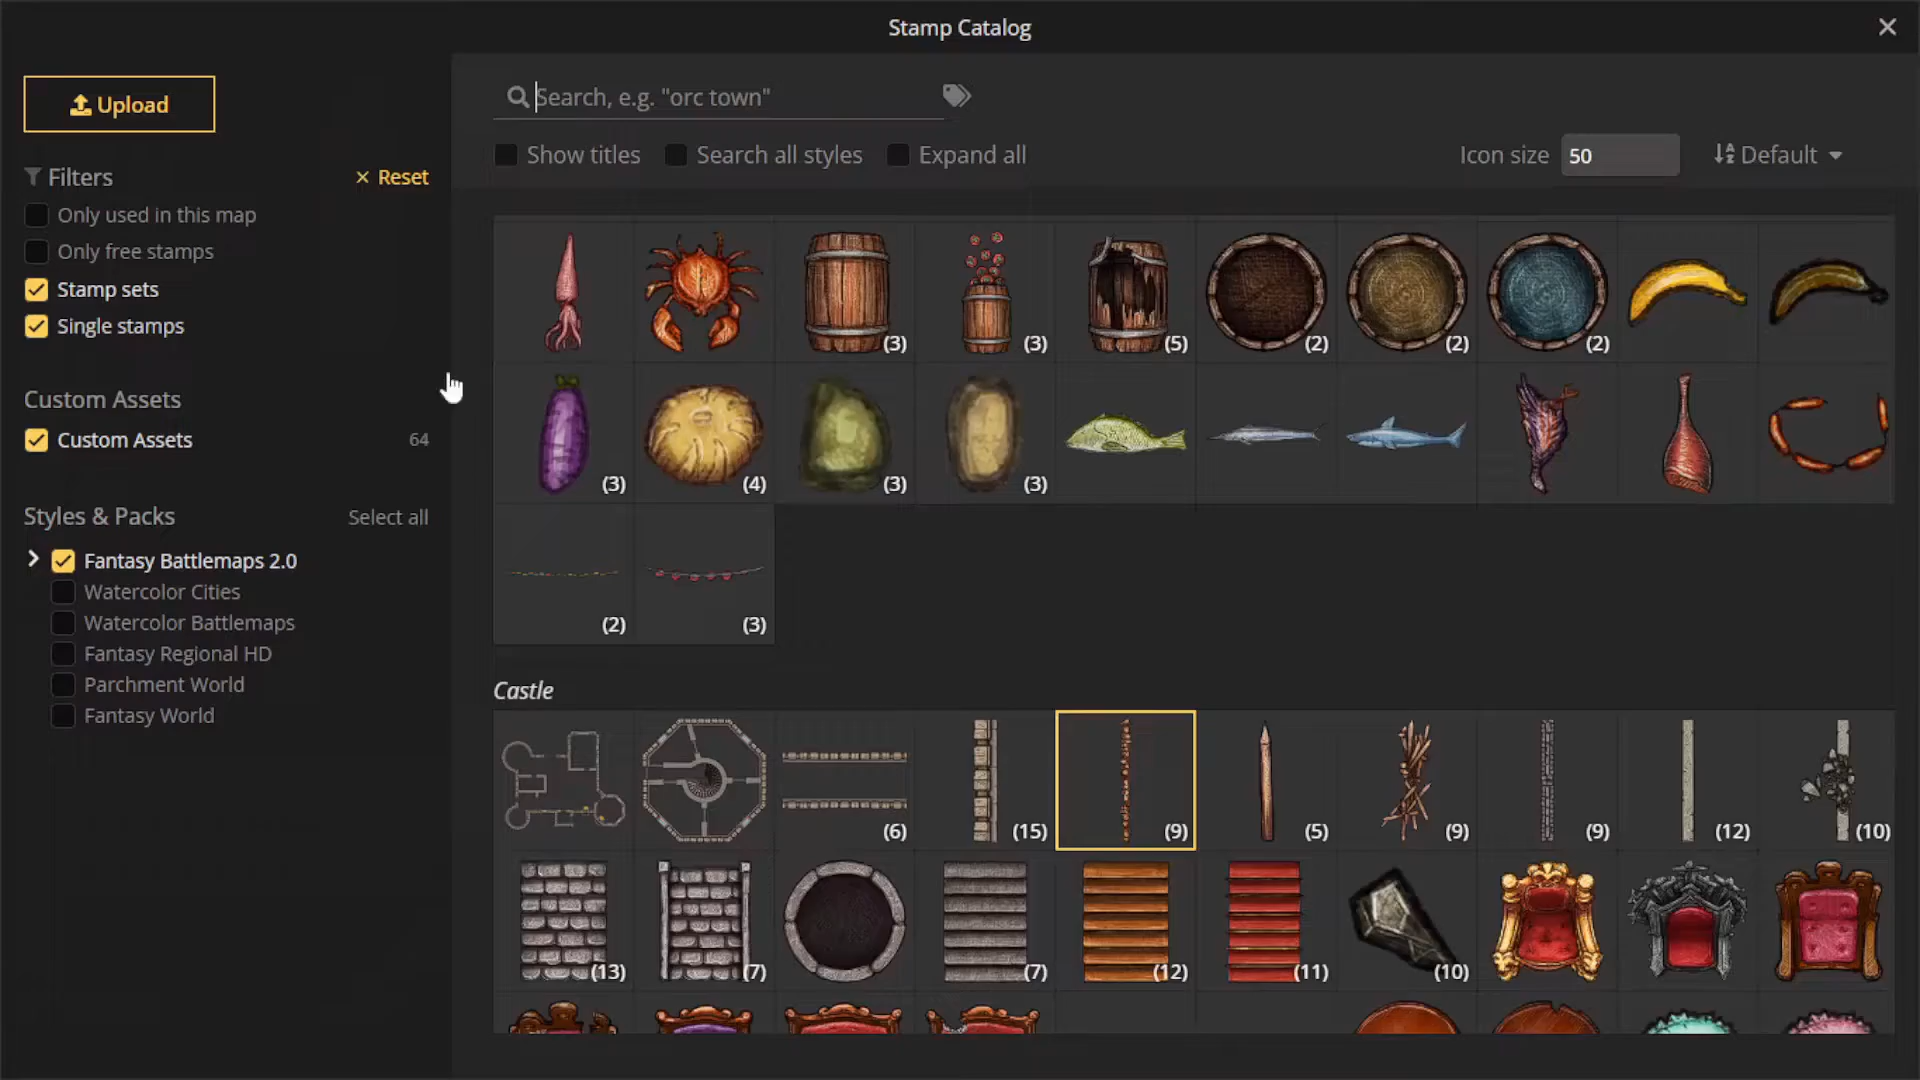 Stamp Catalog
Upload
Search, e.g. "orc town"
Show titles
Search all styles
Expand all
Icon size
50
Default
Filters
Reset
Only used in this map
Only free stamps
Stamp sets
Single stamps
Custom Assets
Custom Assets
64
Styles & Packs
Select all
Fantasy Battlemaps 2.0
Watercolor Cities
Watercolor Battlemaps
Fantasy Regional HD
Parchment World
Fantasy World
(3)
(3)
(5)
(2)
(2)
(2)
(3)
(4)
(3)
(3)
(2)
(3)
Castle
(6)
(15)
(9)
(5)
(9)
(9)
(12)
(10)
(13)
(7)
(7)
(12)
(11)
(10)